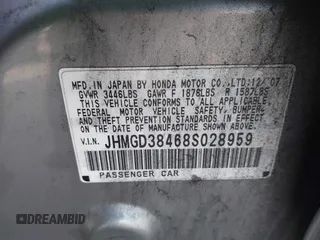 MFD. IN JAPAN BY HONDA MOTOR CO.,LTD:12/07
GVWR 3446LBS GAWR F 1878LBS R 1587LBS
THIS VEHICLE CONFORMS TO ALL APPLICABLE
FEDERAL MOTOR VEHICLE SAFETY, BUMPER,
AND THEFT PREVENTION STANDARDS IN EFFECT
ON THE DATE OF MANUFACTURE SHOWN ABOVE.
V.I.N. JHMGD38468S028959
PASSENGER CAR
DREAMBID